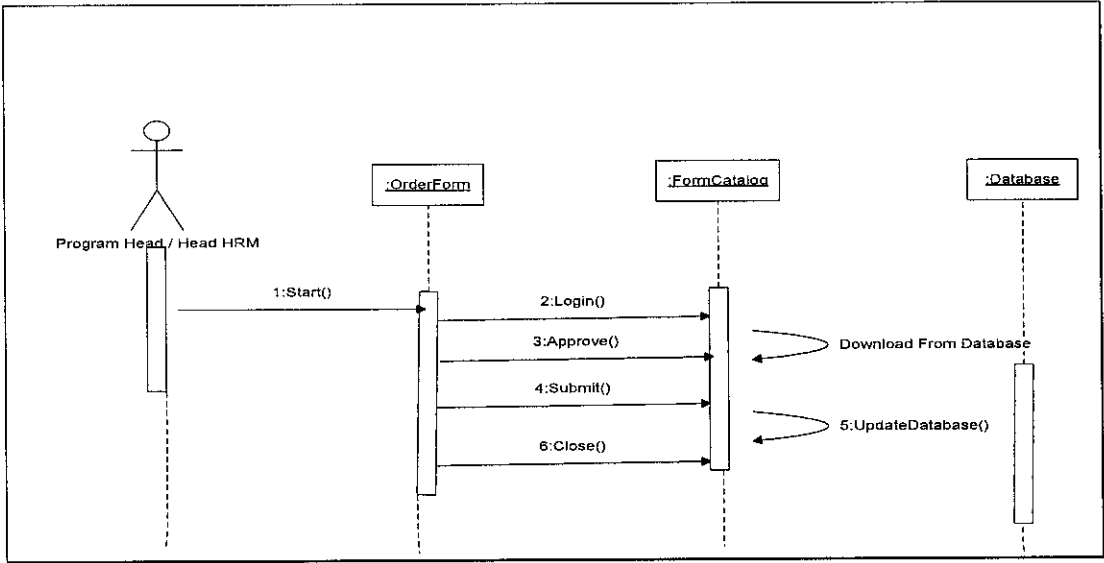 :OrderForm
:FormCatalog
:Database
Program Head / Head HRM
1:Start()
2:Login()
3:Approve()
Download From Database
4:Submit()
5:UpdateDatabase()
6:Close()